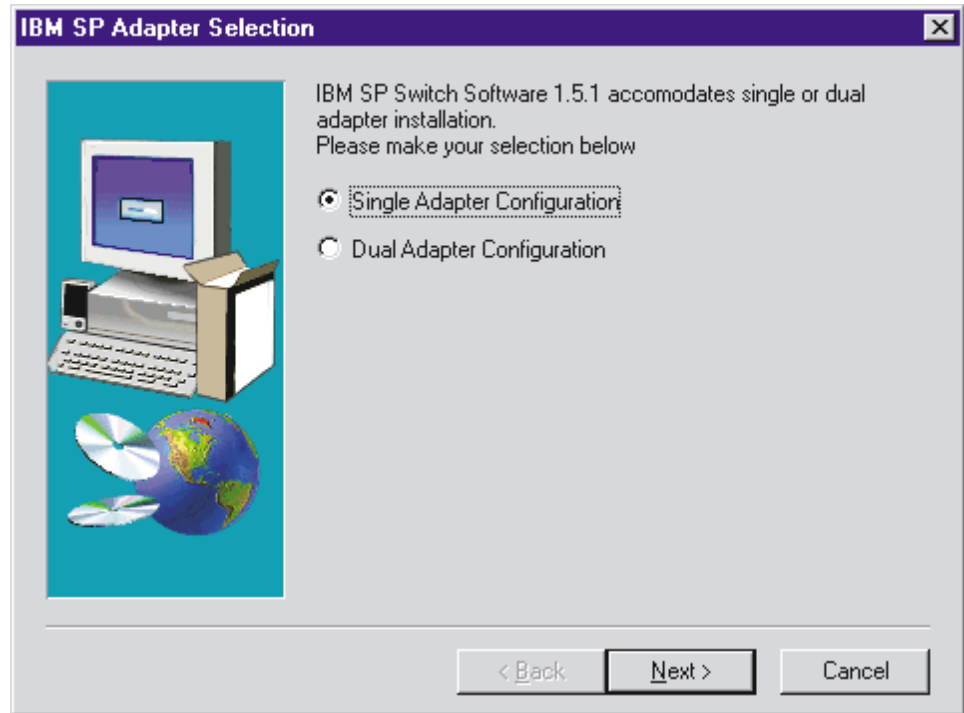 IBM SP Adapter Selection
IBM SP Switch Software 1.5.1 accomodates single or dual
adapter installation.
Please make your selection below
Single Adapter Configuration
Dual Adapter Configuration
< Back
Next >
Cancel